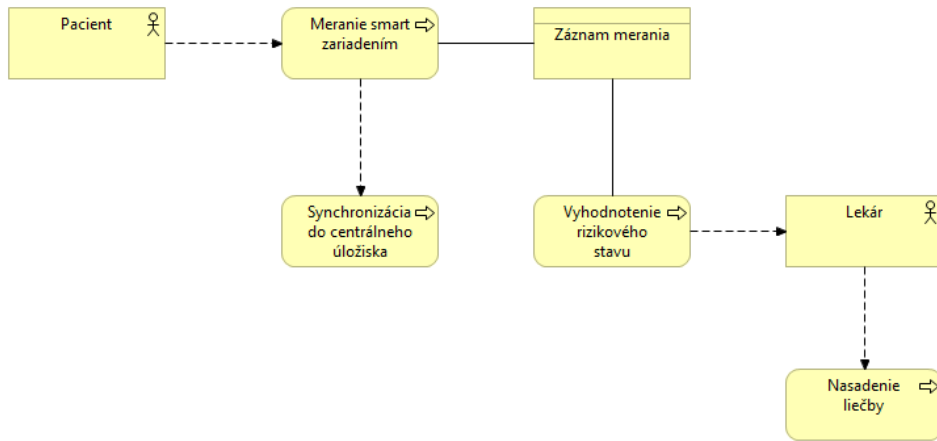 Pacient
Meranie smart
zariadením
Záznam merania
Synchronizácia
do centrálneho
úložiska
Vyhodnotenie
rizikového
stavu
Lekár
Nasadenie
liečby